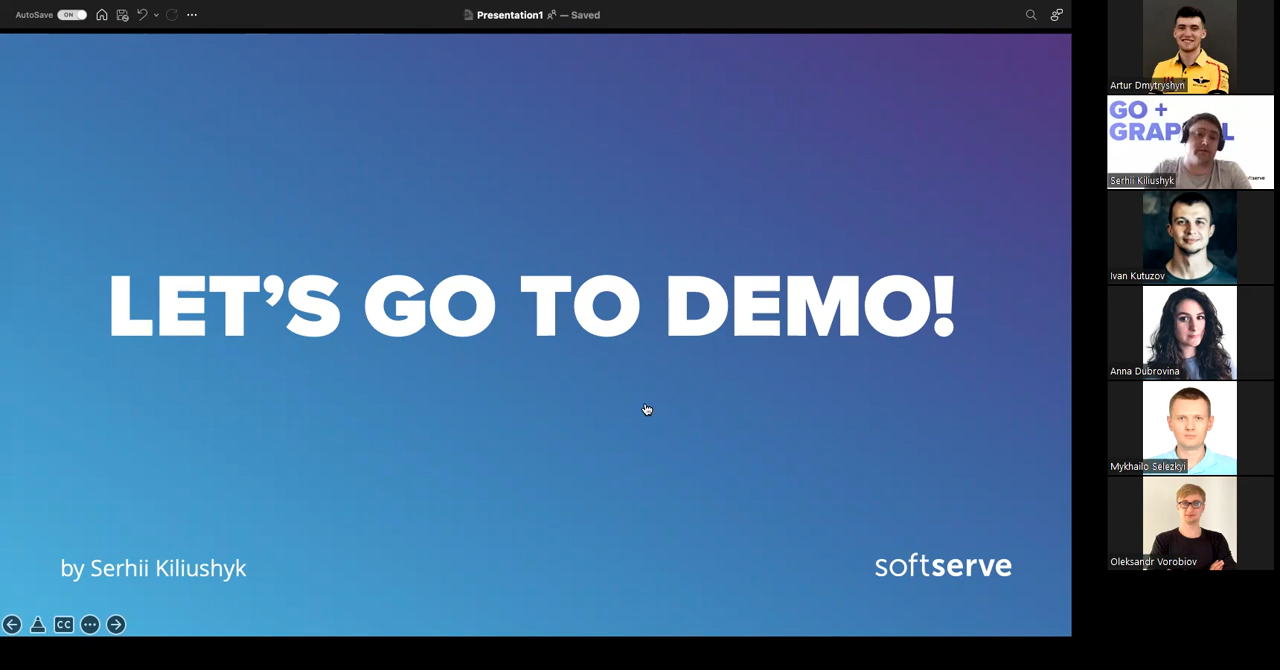 AutoSave ON
Presentation1 — Saved
LET’S GO TO DEMO!
by Serhii Kiliushyk
softserve
CC
Artur Dmytryshyn
GO +
Serhii Kiliushyk
Ivan Kutuzov
Anna Dubrovina
Mykhailo Selezkyi
Oleksandr Vorobiov